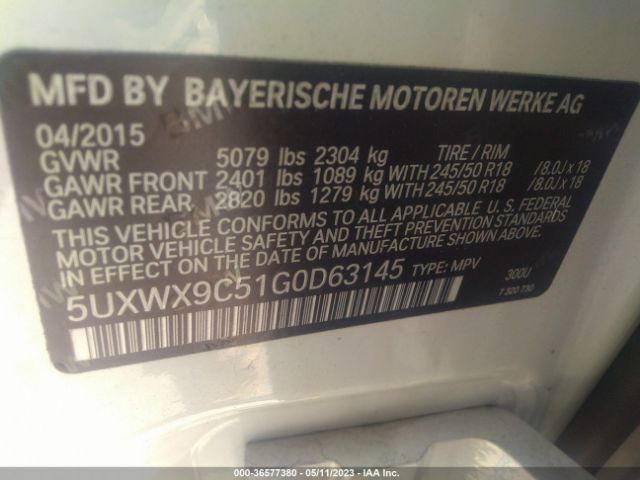 MFD BY BAYERISCHE MOTOREN WERKE AG
04/2015
GVWR 5079 lbs 2304 kg TIRE / RIM
GAWR FRONT 2401 lbs 1089 kg WITH 245/50 R18 /8.0J x 18
GAWR REAR 2820 lbs 1279 kg WITH 245/50 R18 /8.0J x 18
THIS VEHICLE CONFORMS TO ALL APPLICABLE U.S. FEDERAL
MOTOR VEHICLE SAFETY AND THEFT PREVENTION STANDARDS
IN EFFECT ON THE DATE OF MANUFACTURE SHOWN ABOVE.
5UXWX9C51G0D63145 TYPE: MPV 300U
T 320 730
000-36577380 - 05/11/2023 - IAAI Inc.